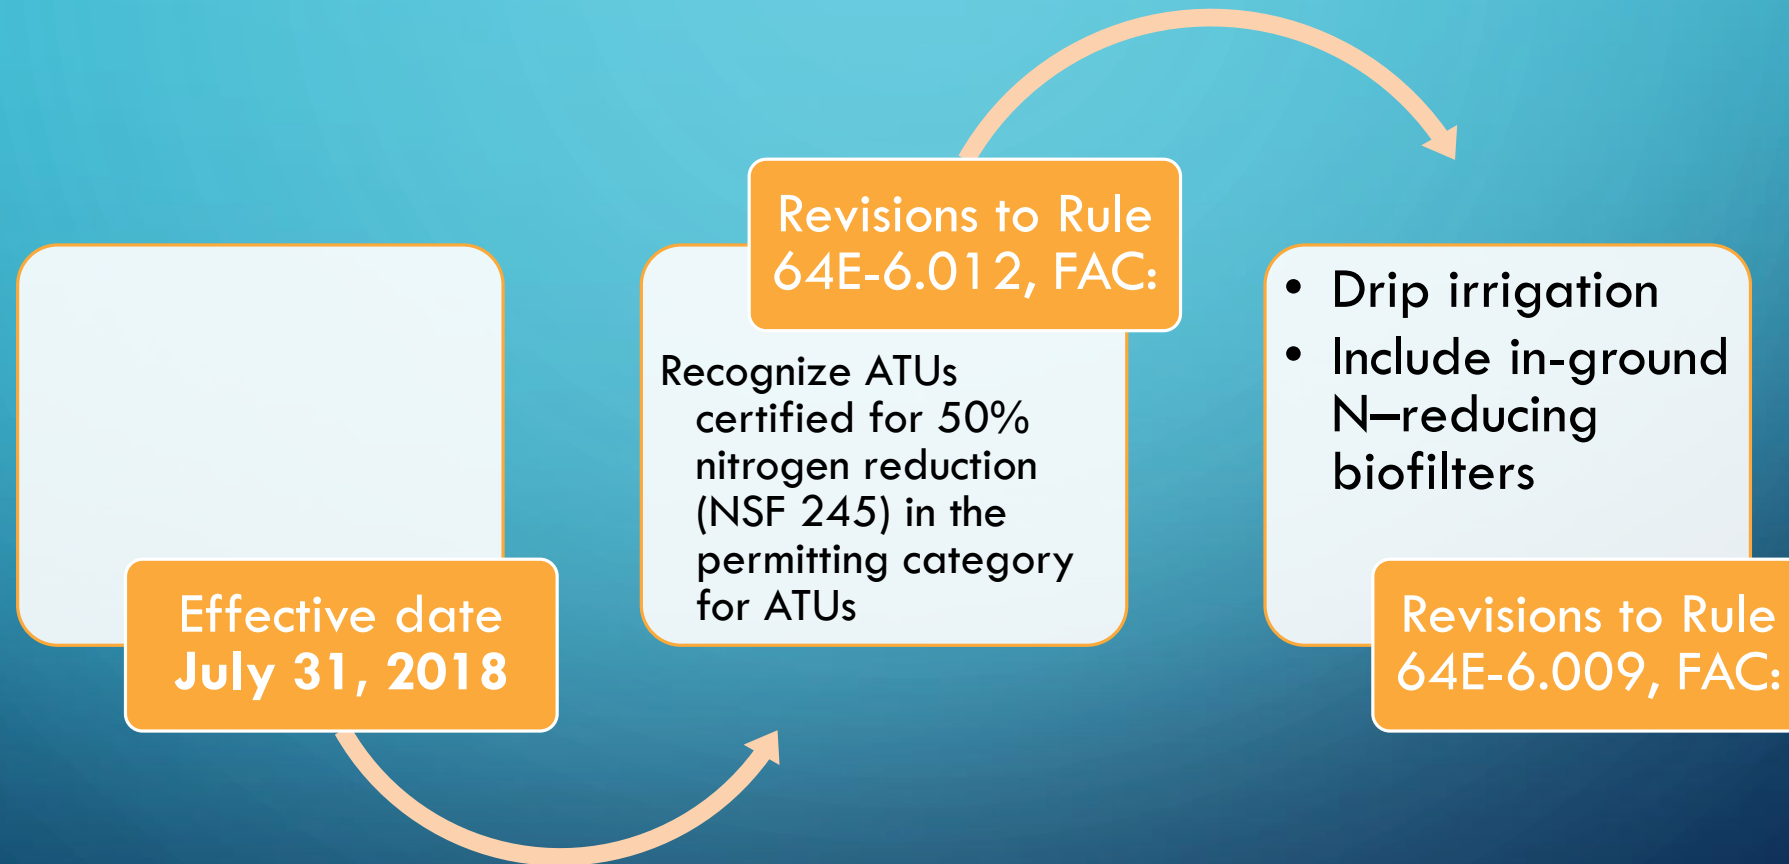 Effective date
July 31, 2018
Revisions to Rule
64E-6.012, FAC:
Recognize ATUs
certified for 50%
nitrogen reduction
(NSF 245) in the
permitting category
for ATUs
• Drip irrigation
• Include in-ground
N–reducing
biofilters
Revisions to Rule
64E-6.009, FAC: